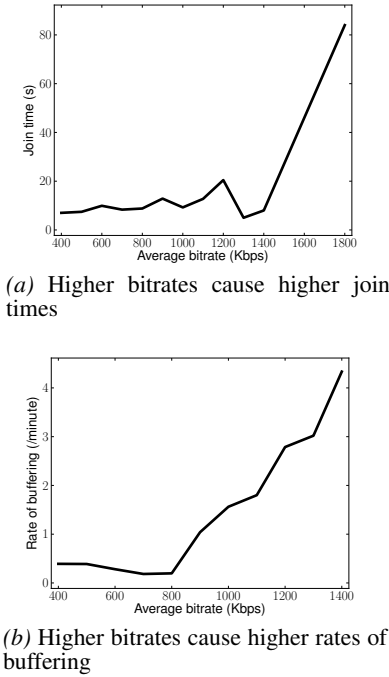 80
60
40
20
0
Join time (s)
400 600 800 1000 1200 1400 1600 1800
Average bitrate (Kbps)
(a) Higher bitrates cause higher join
times
4
3
2
1
0
Rate of buffering (/minute)
400 600 800 1000 1200 1400
Average bitrate (Kbps)
(b) Higher bitrates cause higher rates of
buffering